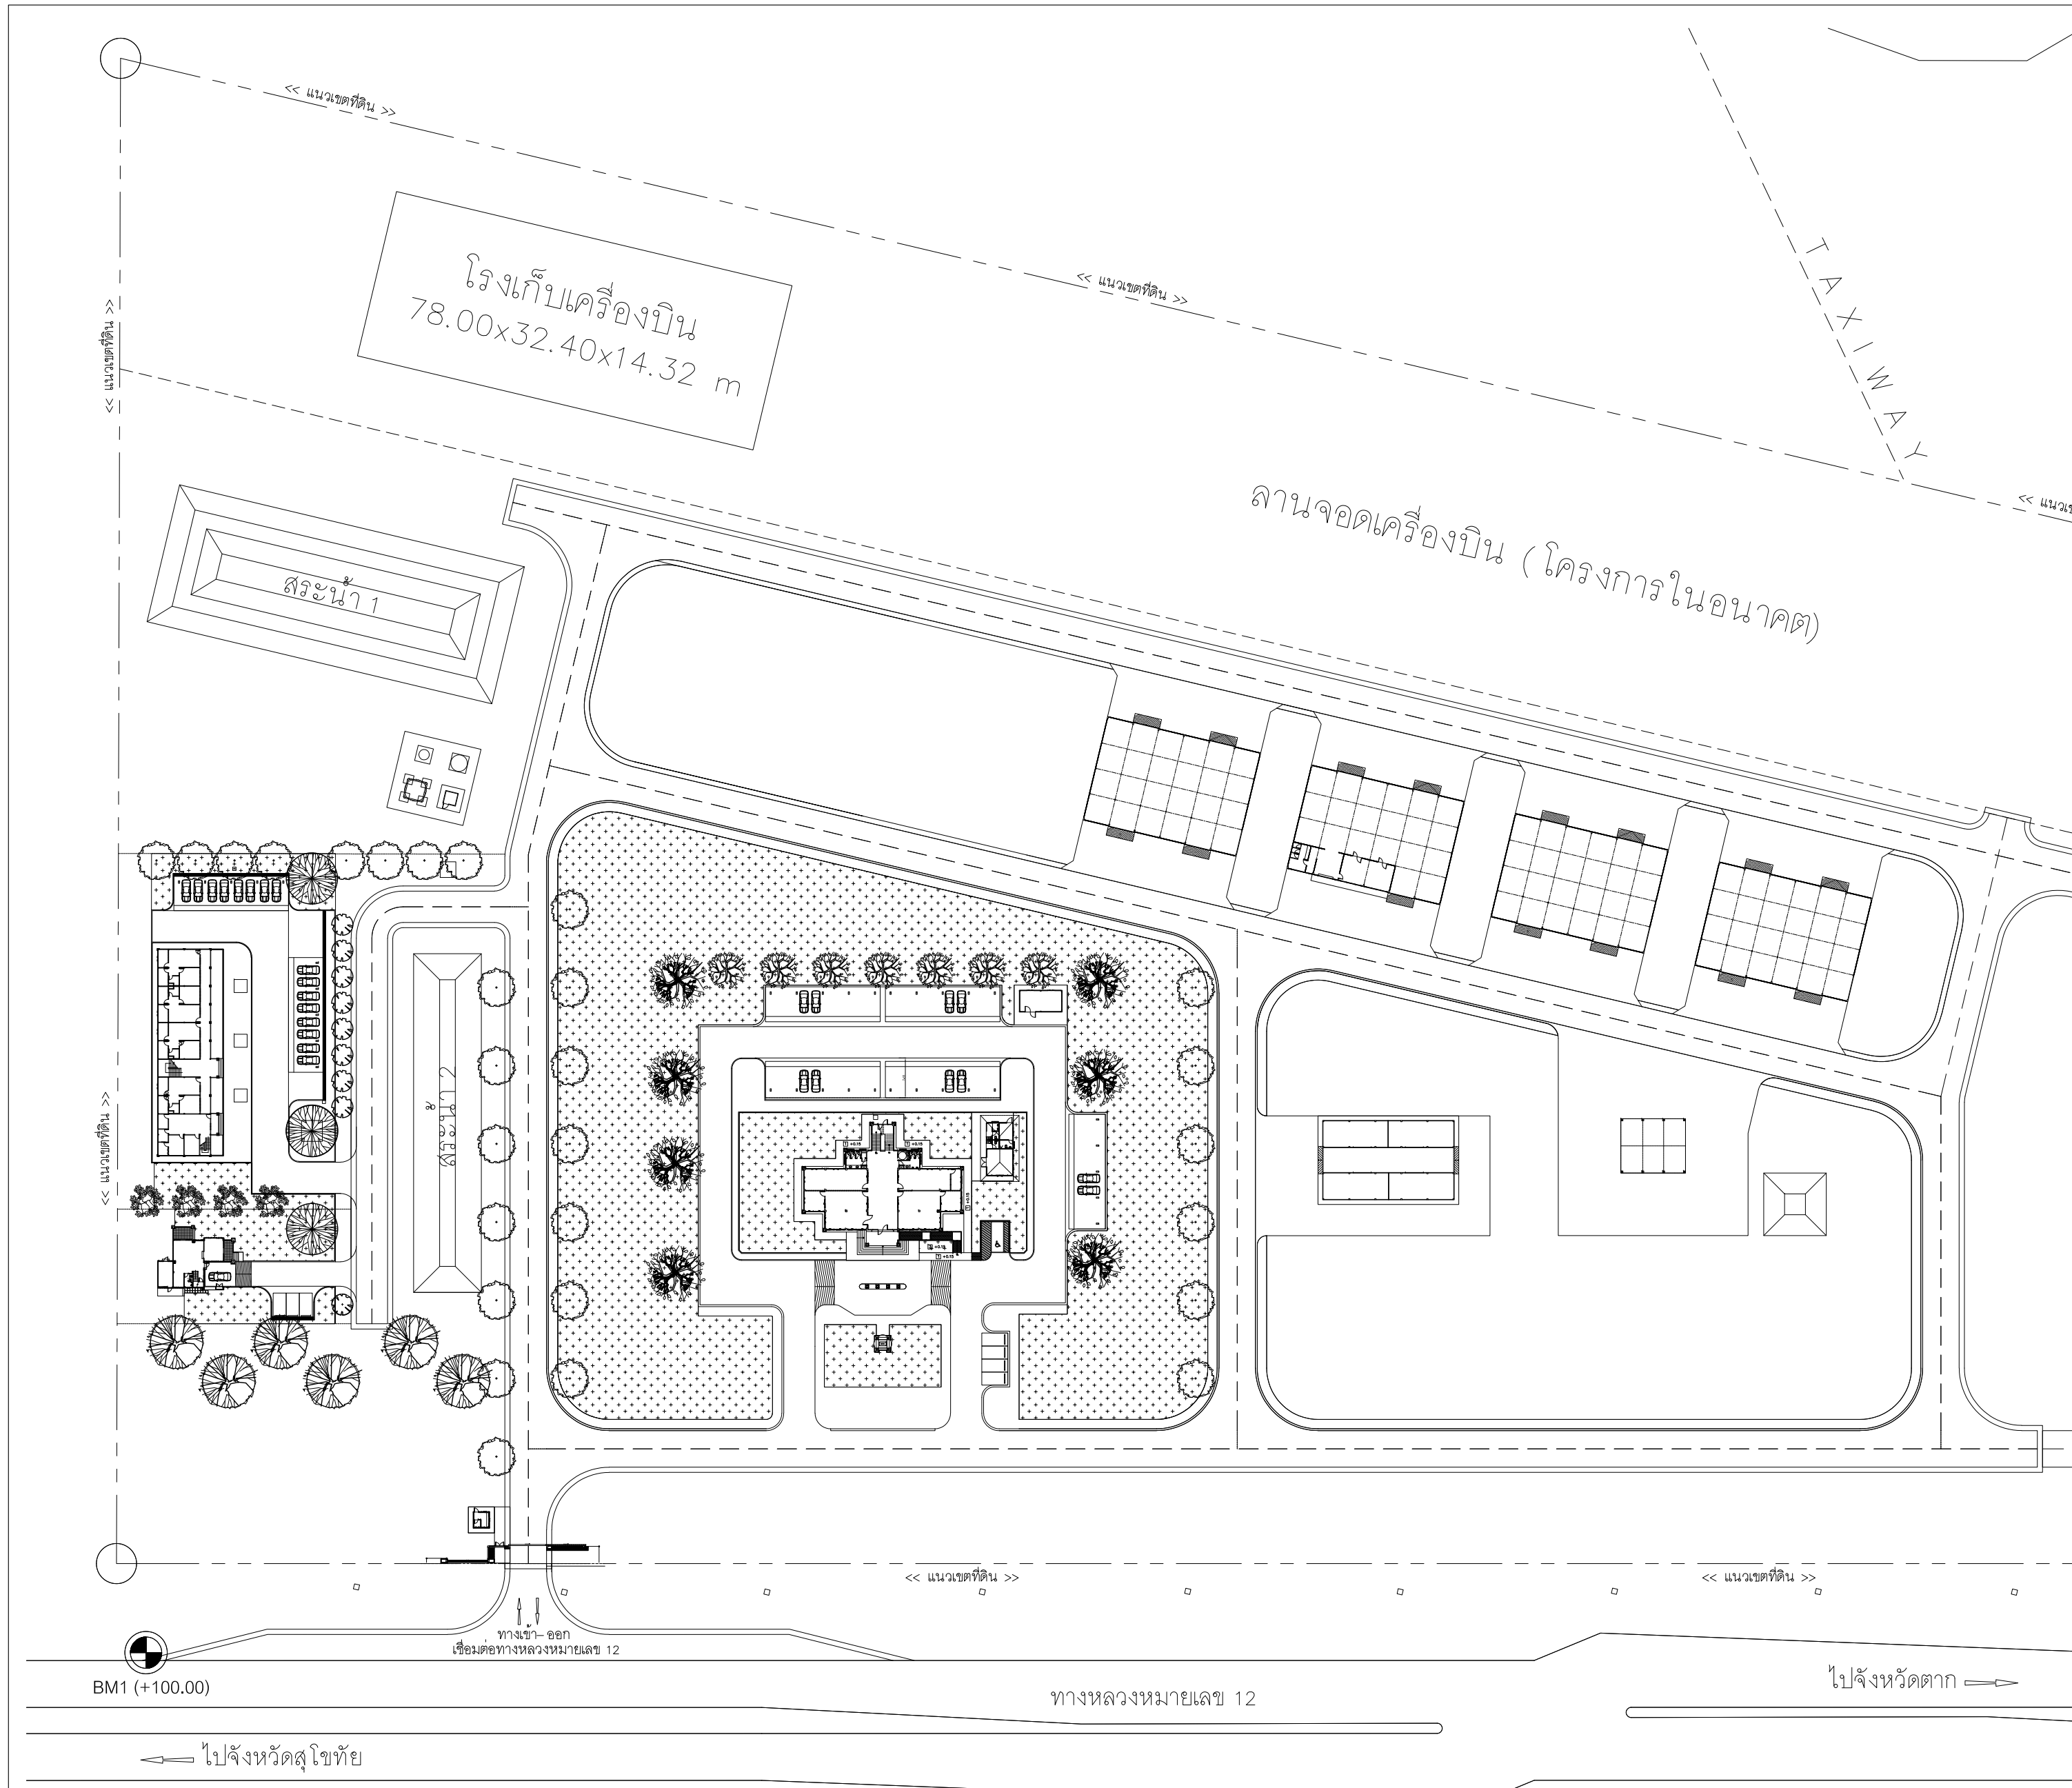 << แนวเขตที่ดิน >>
<< แนวเขตที่ดิน >>
<< แนวเขตที่ดิน >>
โรงเก็บเครื่องบิน
78.00x32.40x14.32 m
TAXIWAY
<< แนวเขต
ลานจอดเครื่องบิน (โครงการในอนาคต)
สระน้ำ 1
สระน้ำ 2
<< แนวเขตที่ดิน >>
<< แนวเขตที่ดิน >>
<< แนวเขตที่ดิน >>
ทางเข้า-ออก
เชื่อมต่อทางหลวงหมายเลข 12
BM1 (+100.00)
ทางหลวงหมายเลข 12
ไปจังหวัดตาก
ไปจังหวัดสุโขทัย